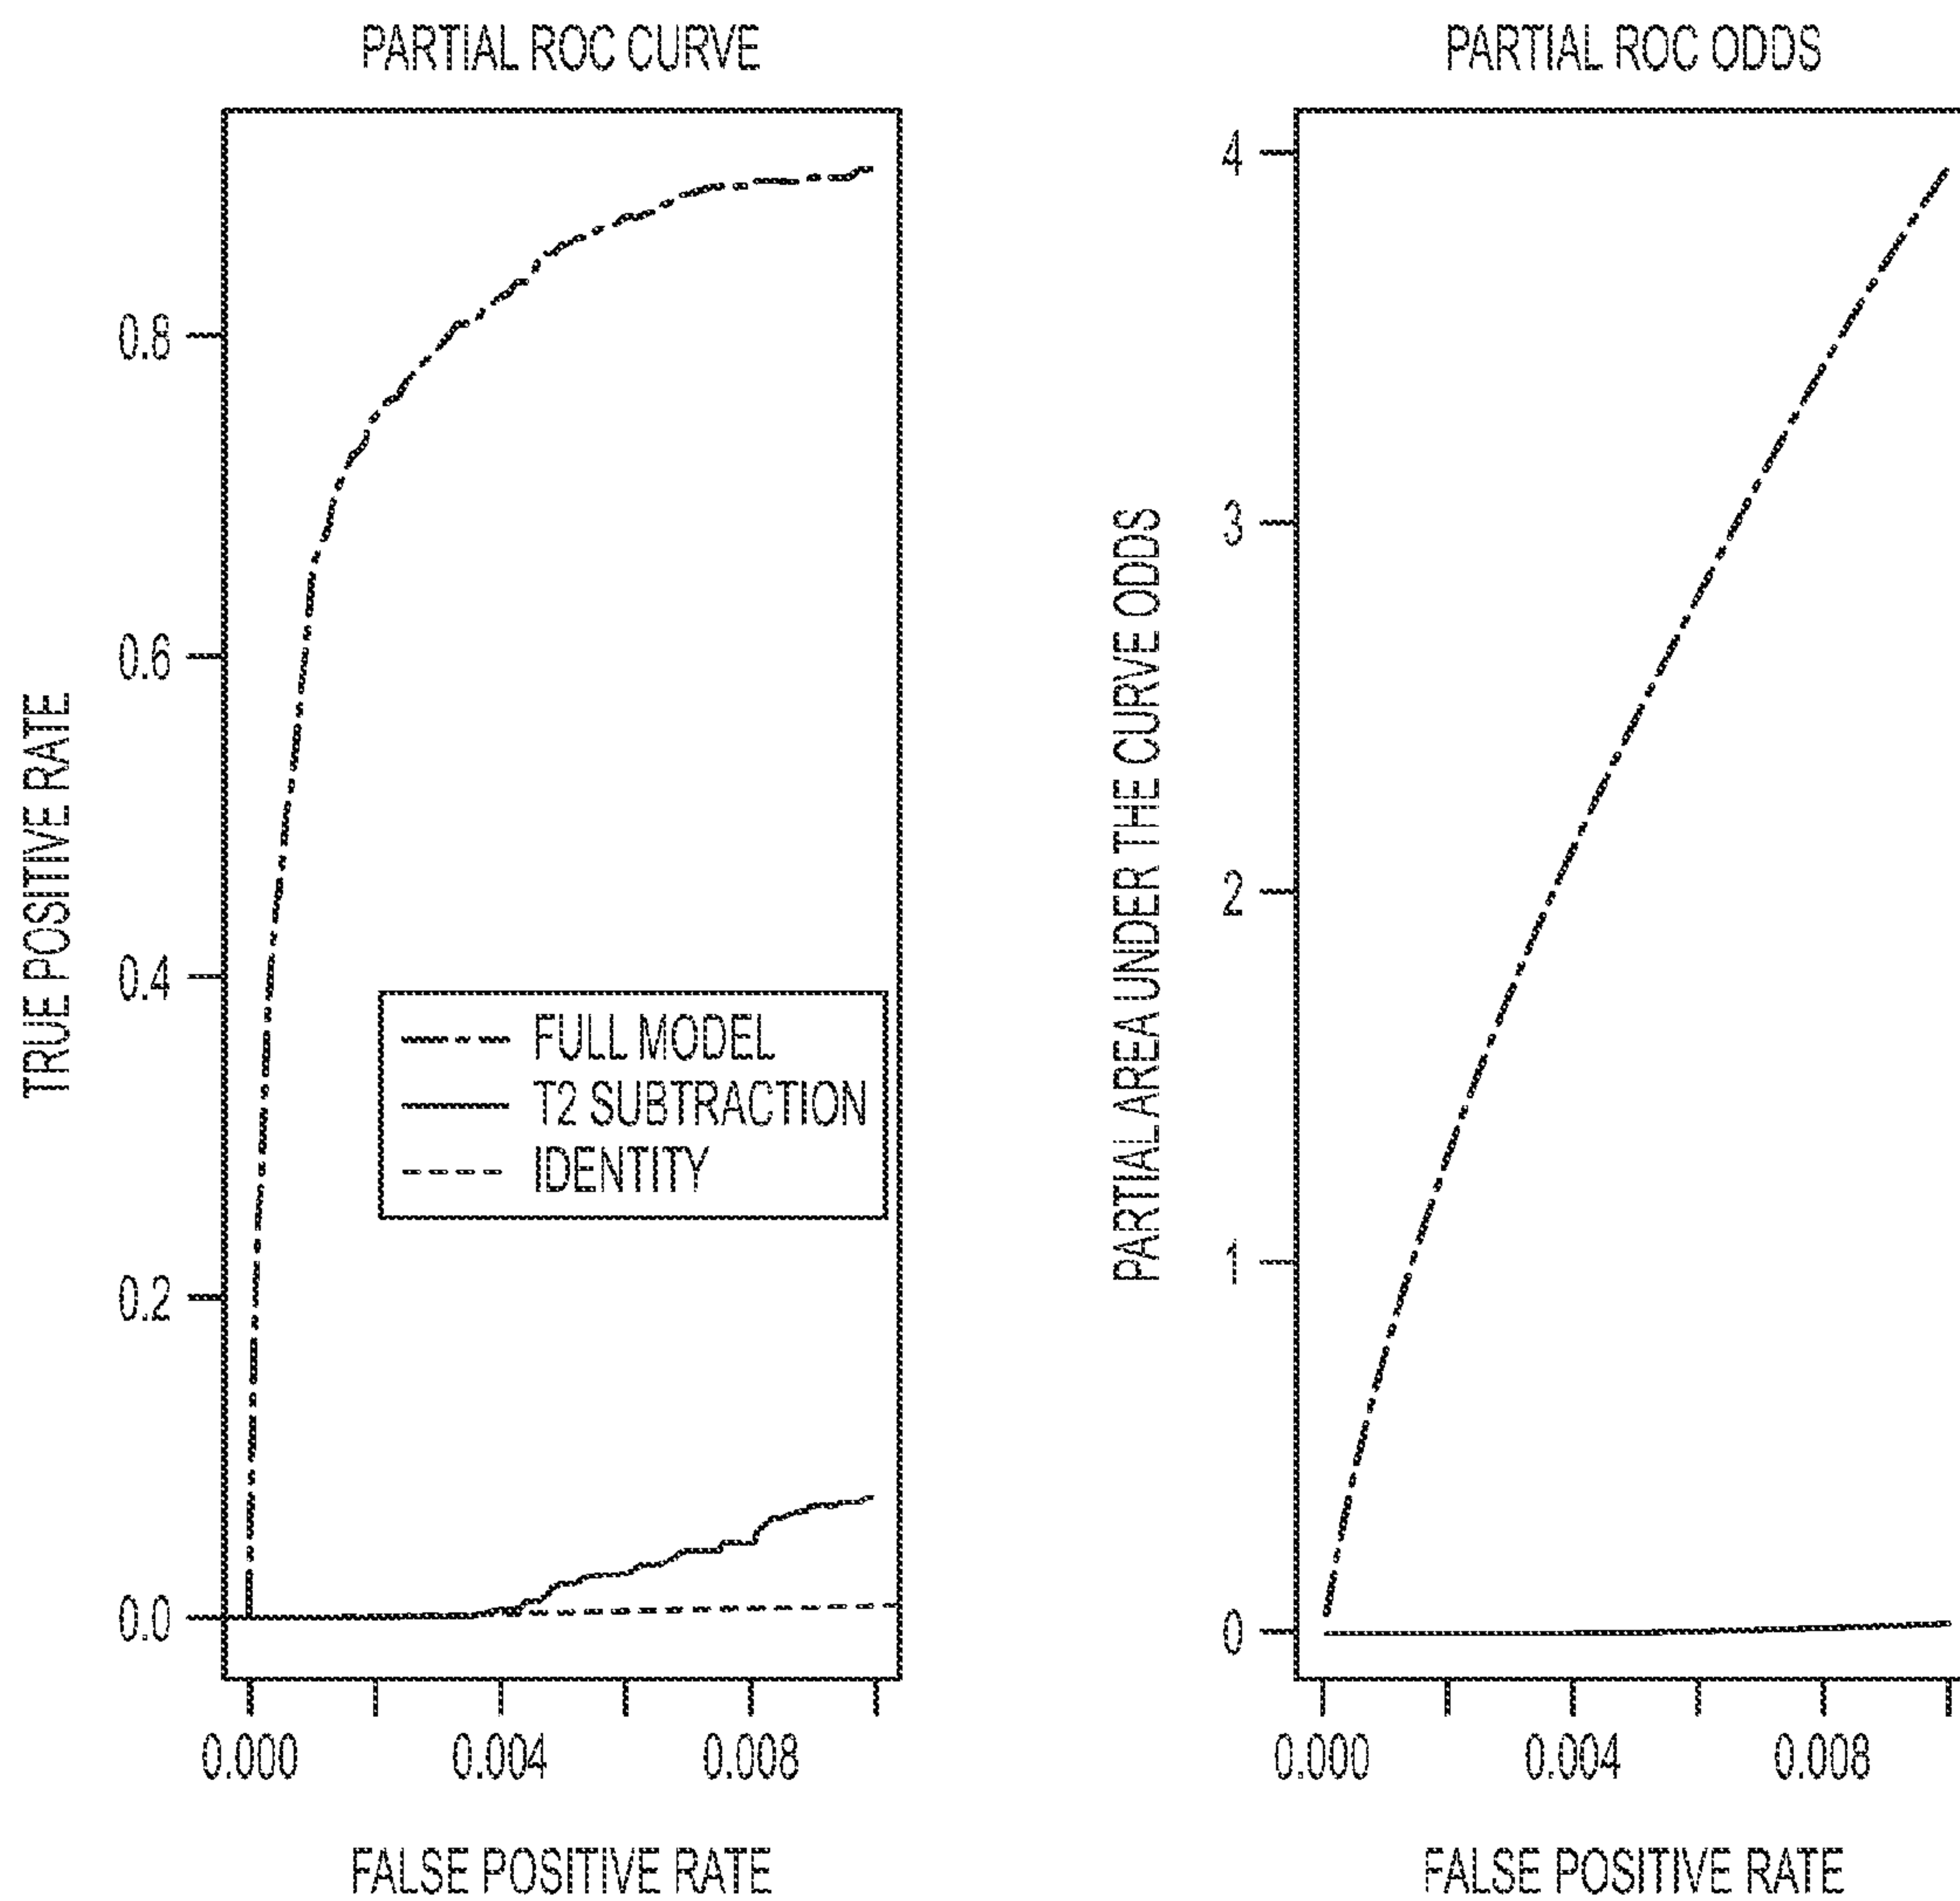 PARTIAL ROC CURVE
TRUE POSITIVE RATE
0.8
0.6
0.4
0.2
0.0
FULL MODEL
T2 SUBTRACTION
IDENTITY
0.000
0.004
0.008
FALSE POSITIVE RATE
PARTIAL ROC ODDS
PARTIAL AREA UNDER THE CURVE ODDS
4
3
2
1
0
0.000
0.004
0.008
FALSE POSITIVE RATE